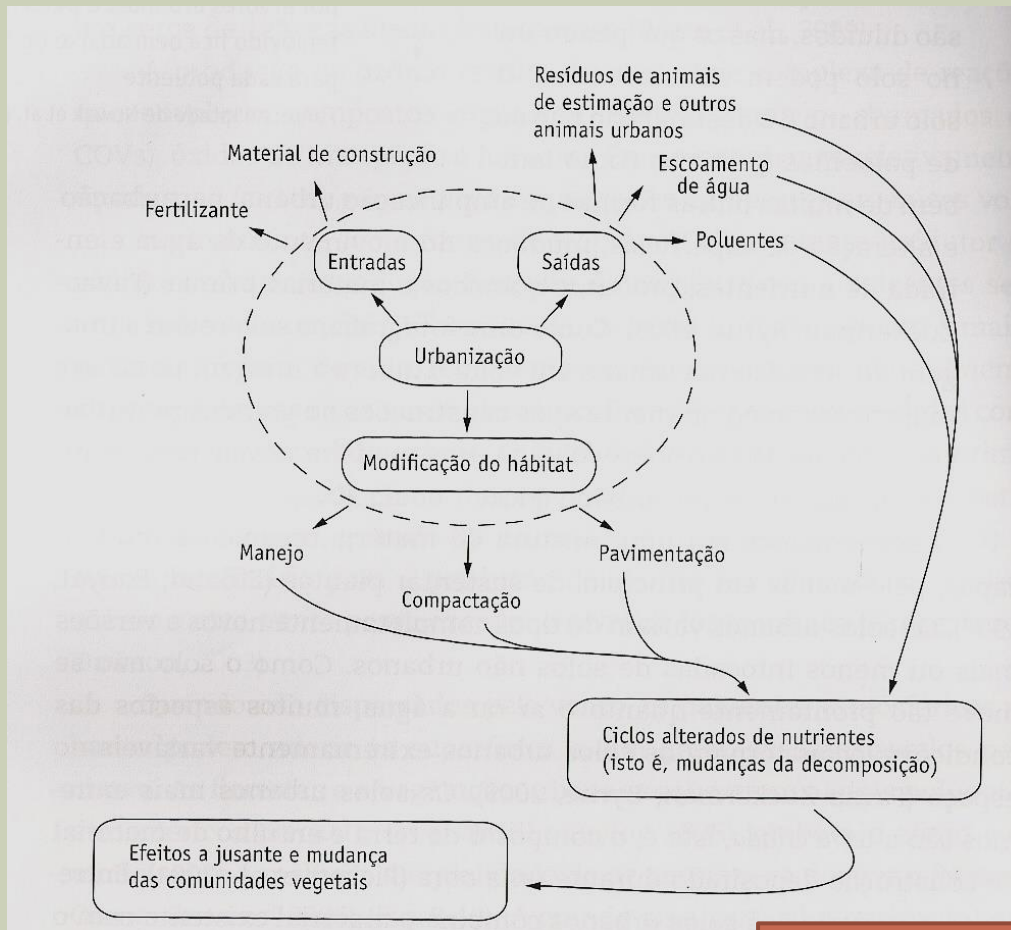 Resíduos de animais
de estimação e outros
animais urbanos
Material de construção
Escoamento
de água
Fertilizante
Poluentes
Entradas
Saídas
Urbanização
Modificação do hábitat
Manejo
Pavimentação
Compactação
Ciclos alterados de nutrientes
(isto é, mudanças da decomposição)
Efeitos a jusante e mudança
das comunidades vegetais